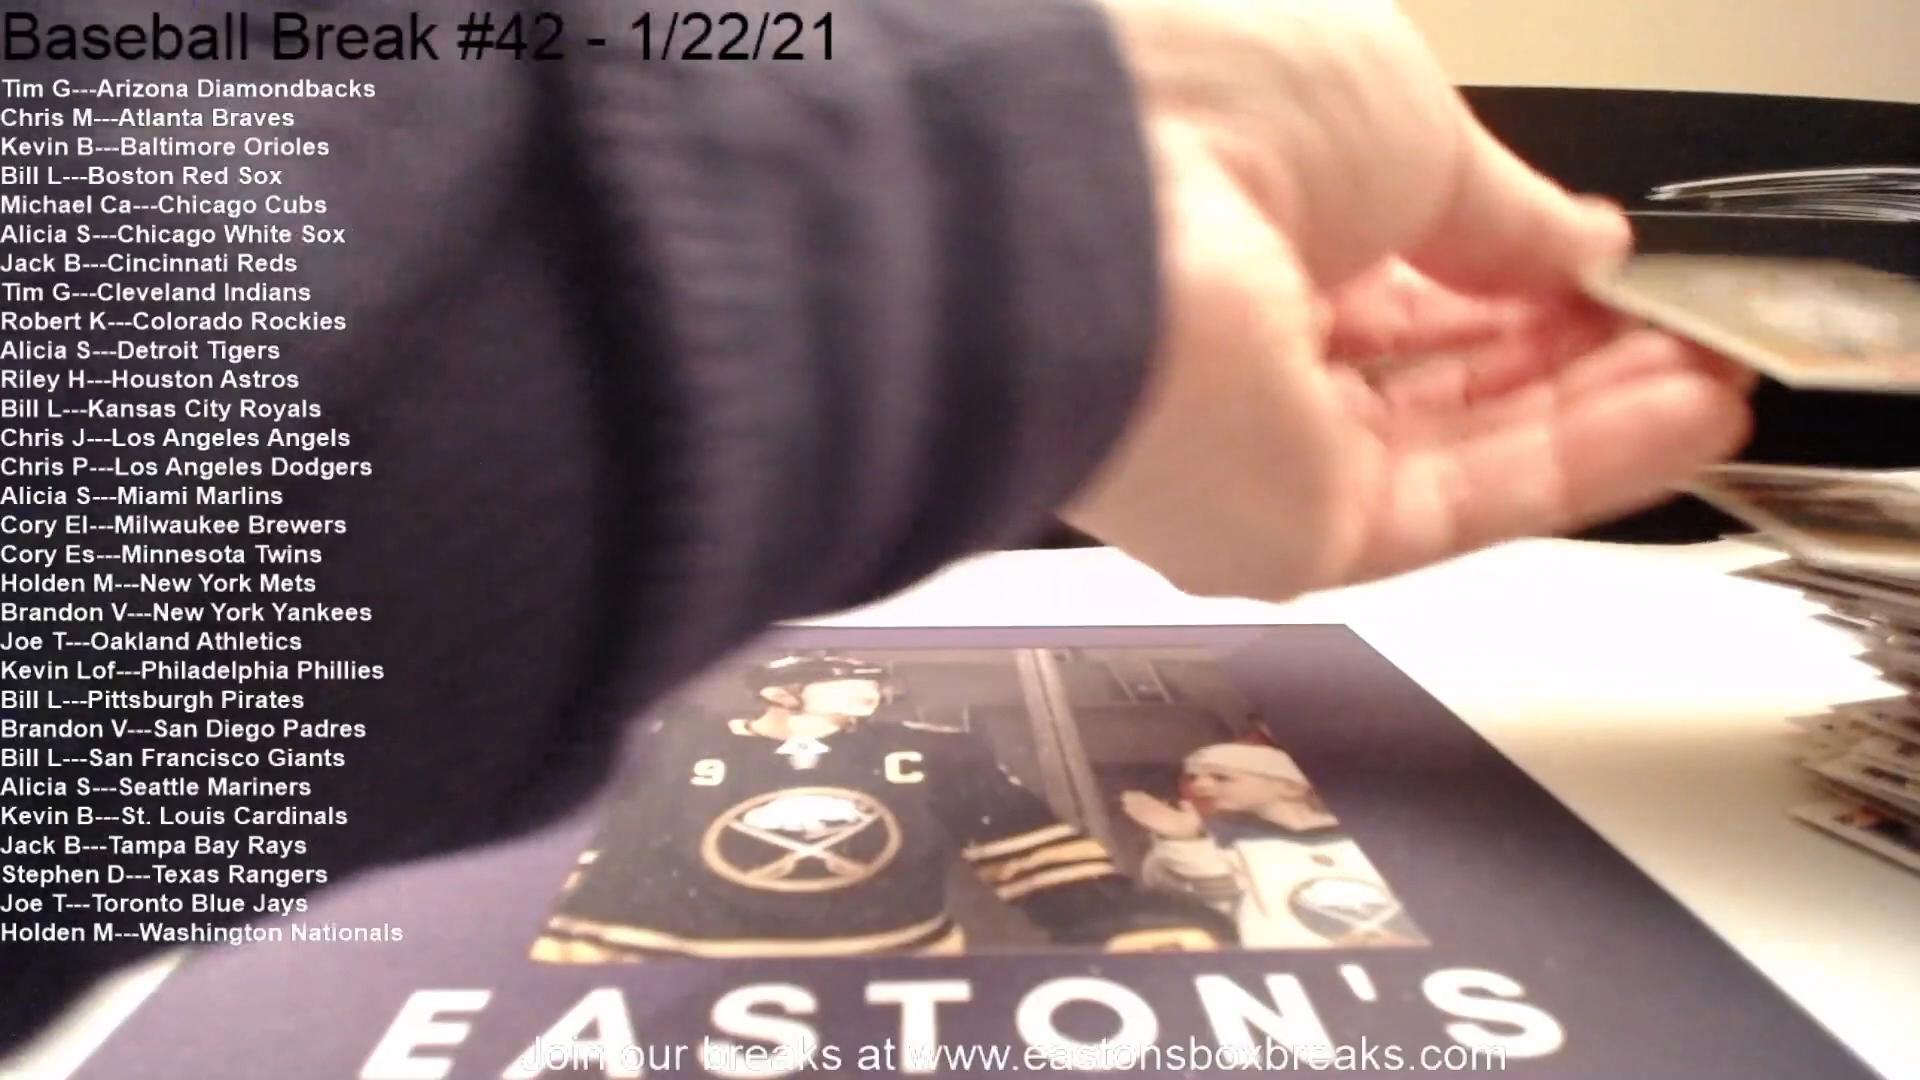 Baseball Break #42 - 1/22/21
Tim G---Arizona Diamondbacks
Chris M---Atlanta Braves
Kevin B---Baltimore Orioles
Bill L---Boston Red Sox
Michael Ca---Chicago Cubs
Alicia S---Chicago White Sox
Jack B---Cincinnati Reds
Tim G---Cleveland Indians
Robert K---Colorado Rockies
Alicia S---Detroit Tigers
Riley H---Houston Astros
Bill L---Kansas City Royals
Chris J---Los Angeles Angels
Chris P---Los Angeles Dodgers
Alicia S---Miami Marlins
Cory El---Milwaukee Brewers
Cory Es---Minnesota Twins
Holden M---New York Mets
Brandon V---New York Yankees
Joe T---Oakland Athletics
Kevin Lof---Philadelphia Phillies
Bill L---Pittsburgh Pirates
Brandon V---San Diego Padres
Bill L---San Francisco Giants
Alicia S---Seattle Mariners
Kevin B---St. Louis Cardinals
Jack B---Tampa Bay Rays
Stephen D---Texas Rangers
Joe T---Toronto Blue Jays
Holden M---Washington Nationals
9 C
EASTON'S
Join our breaks at www.eastonsboxbreaks.com